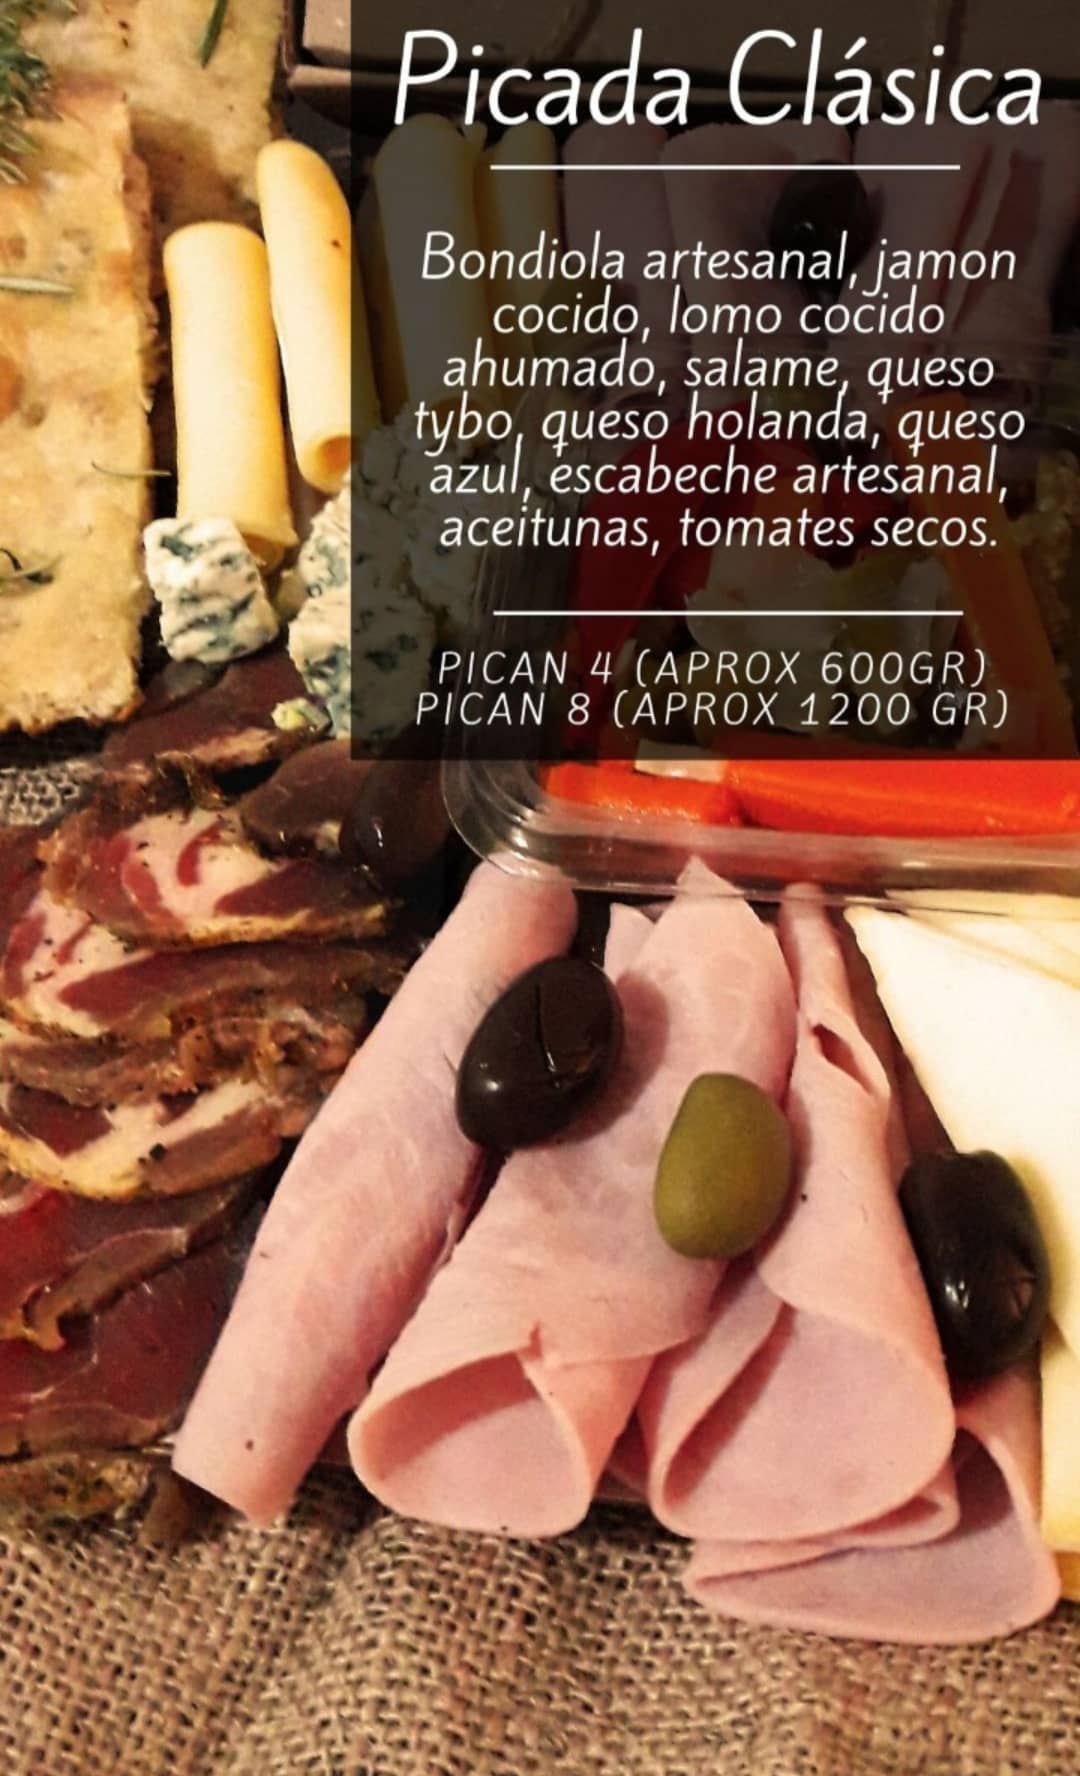 Picada Clásica
Bondiola artesanal, jamon
cocido, lomo cocido
ahumado, salame, queso
tybo, queso holanda, queso
azul, escabeche artesanal,
aceitunas, tomates secos.
PICAN 4 (APROX 600GR)
PICAN 8 (APROX 1200 GR)